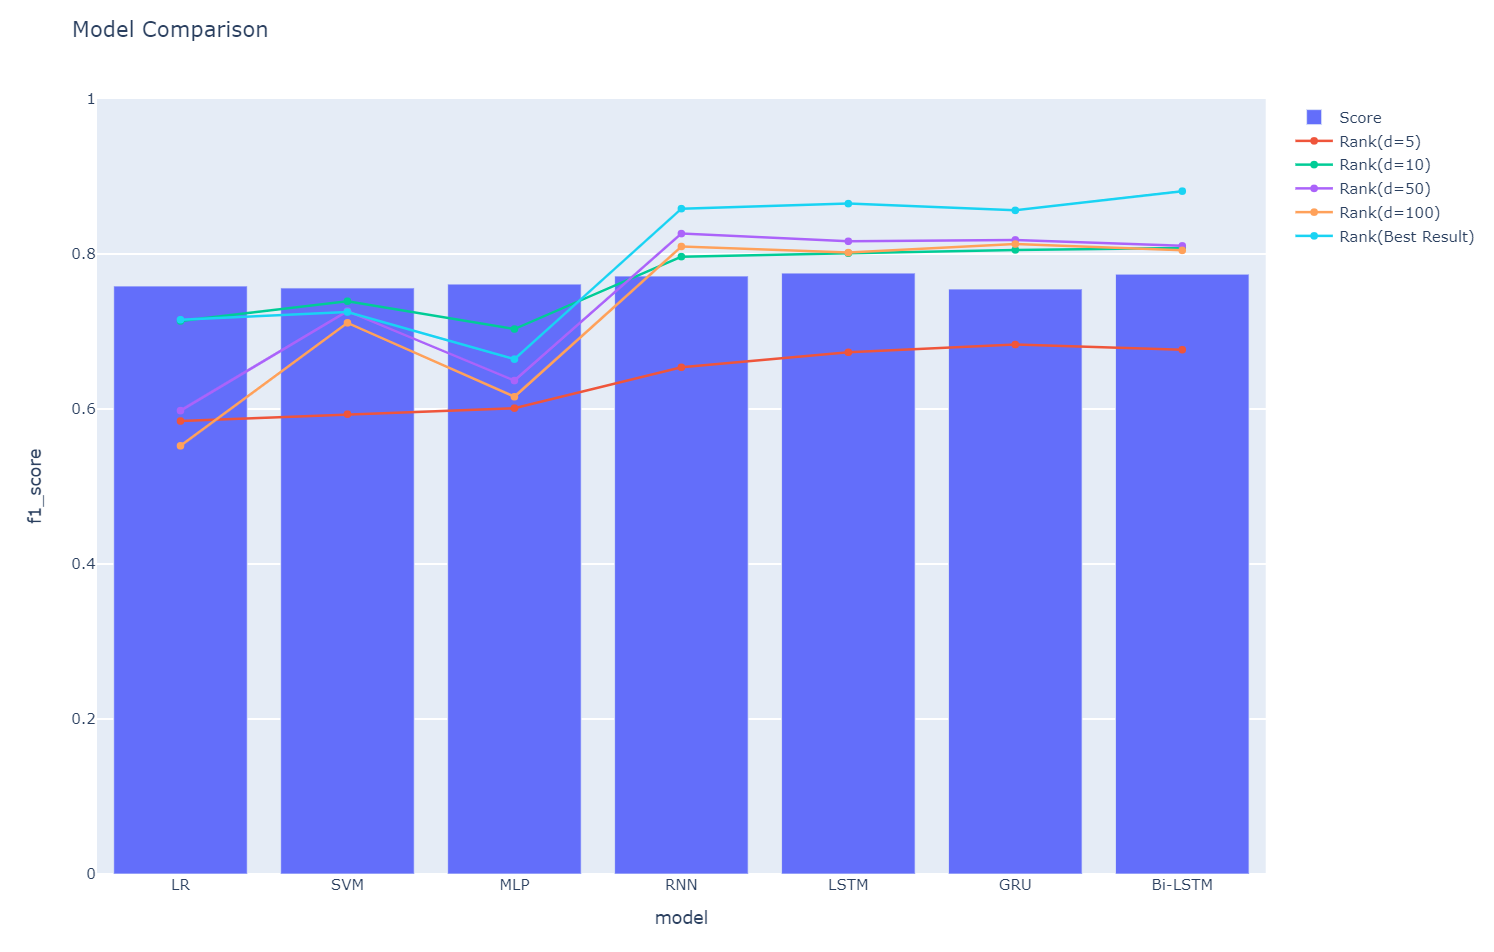 Model Comparison
1
0.8
0.6
0.4
0.2
0
f1_score
LR
SVM
MLP
RNN
LSTM
GRU
Bi-LSTM
model
Score
Rank(d=5)
Rank(d=10)
Rank(d=50)
Rank(d=100)
Rank(Best Result)